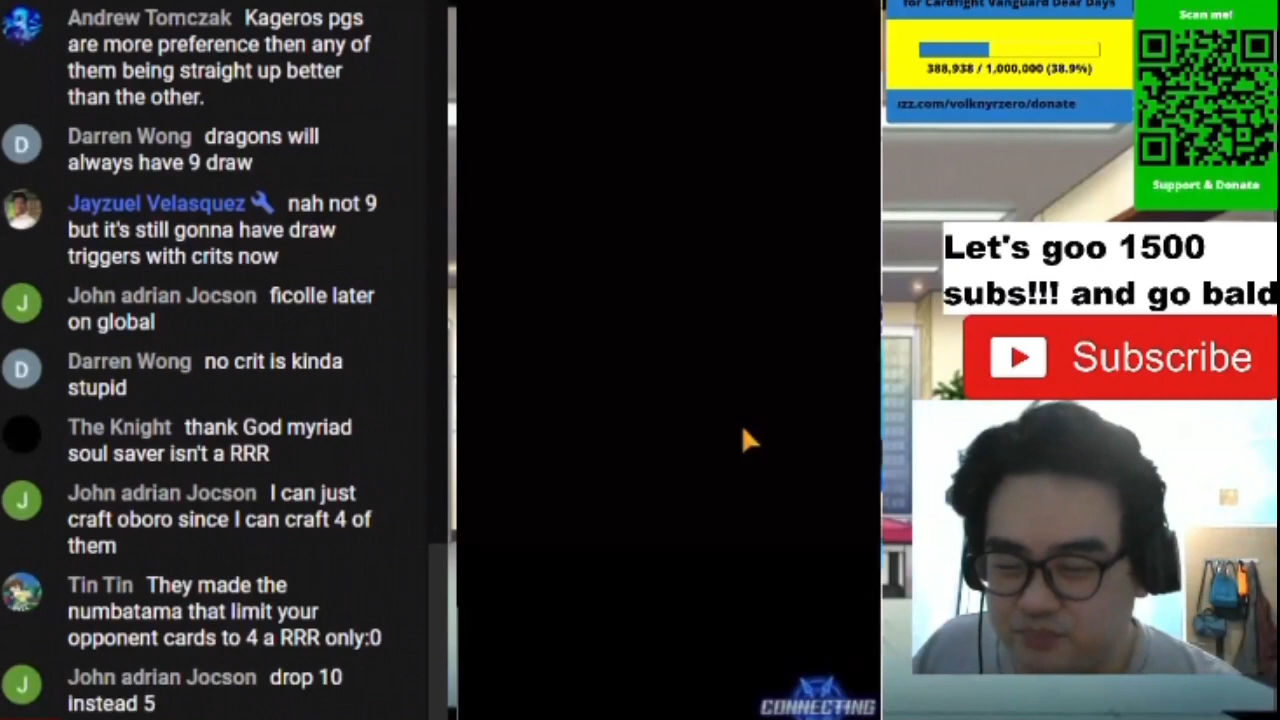 Andrew Tomczak Kageros pgs
are more preference then any of
them being straight up better
than the other.
D
Darren Wong dragons will
always have 9 draw
Jayzuel Velasquez nah not 9
but it's still gonna have draw
triggers with crits now
J
John adrian Jocson ficolle later
on global
D
Darren Wong no crit is kinda
stupid
The Knight thank God myriad
soul saver isn't a RRR
J
John adrian Jocson I can just
craft oboro since I can craft 4 of
them
Tin Tin They made the
numbatama that limit your
opponent cards to 4 a RRR only:0
J
John adrian Jocson drop 10
instead 5
CONNECTING
for Cardfight Vanguard Dear Days
388,938 / 1,000,000 (38.9%)
izz.com/volknyrzero/donate
Scan me!
Support & Donate
Let's goo 1500
subs!!! and go bald
Subscribe